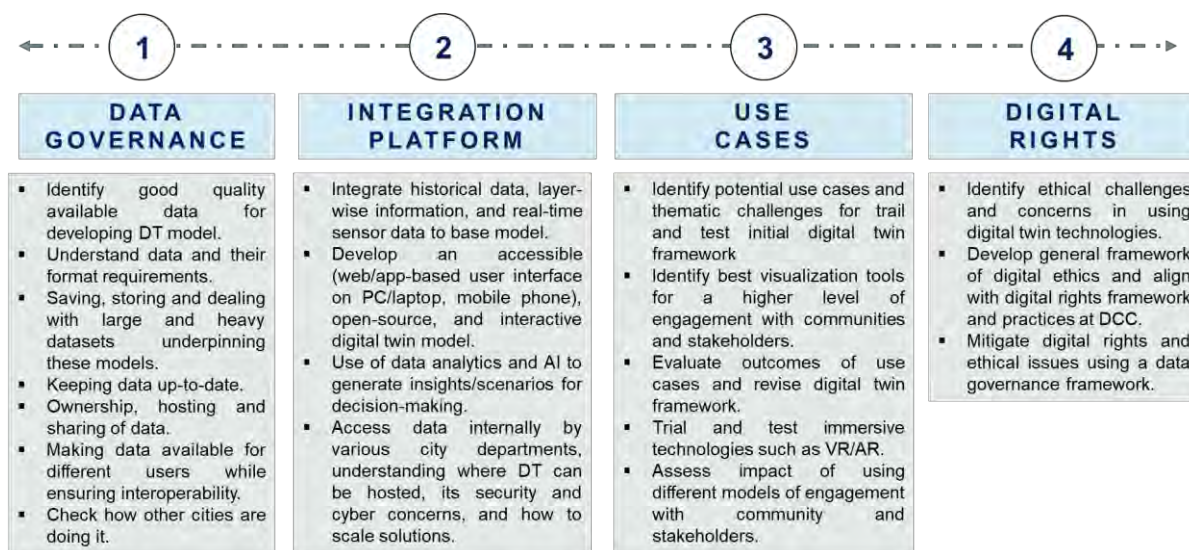 1
2
3
4
DATA
GOVERNANCE
▪ Identify good quality
available data for
developing DT model.
▪ Understand data and their
format requirements.
▪ Saving, storing and dealing
with large and heavy
datasets underpinning
these models.
▪ Keeping data up-to-date.
▪ Ownership, hosting and
sharing of data.
▪ Making data available for
different users while
ensuring interoperability.
▪ Check how other cities are
doing it.
INTEGRATION
PLATFORM
▪ Integrate historical data, layer-
wise information, and real-time
sensor data to base model.
▪ Develop an accessible
(web/app-based user interface
on PC/laptop, mobile phone),
open-source, and interactive
digital twin model.
▪ Use of data analytics and AI to
generate insights/scenarios for
decision-making.
▪ Access data internally by
various city departments,
understanding where DT can
be hosted, its security and
cyber concerns, and how to
scale solutions.
USE
CASES
▪ Identify potential use cases and
thematic challenges for trail
and test initial digital twin
framework
▪ Identify best visualization tools
for a higher level of
engagement with communities
and stakeholders.
▪ Evaluate outcomes of use
cases and revise digital twin
framework.
▪ Trial and test immersive
technologies such as VR/AR.
▪ Assess impact of using
different models of engagement
with community and
stakeholders.
DIGITAL
RIGHTS
▪ Identify ethical challenges
and concerns in using
digital twin technologies.
▪ Develop general framework
of digital ethics and align
with digital rights framework
and practices at DCC.
▪ Mitigate digital rights and
ethical issues using a data
governance framework.